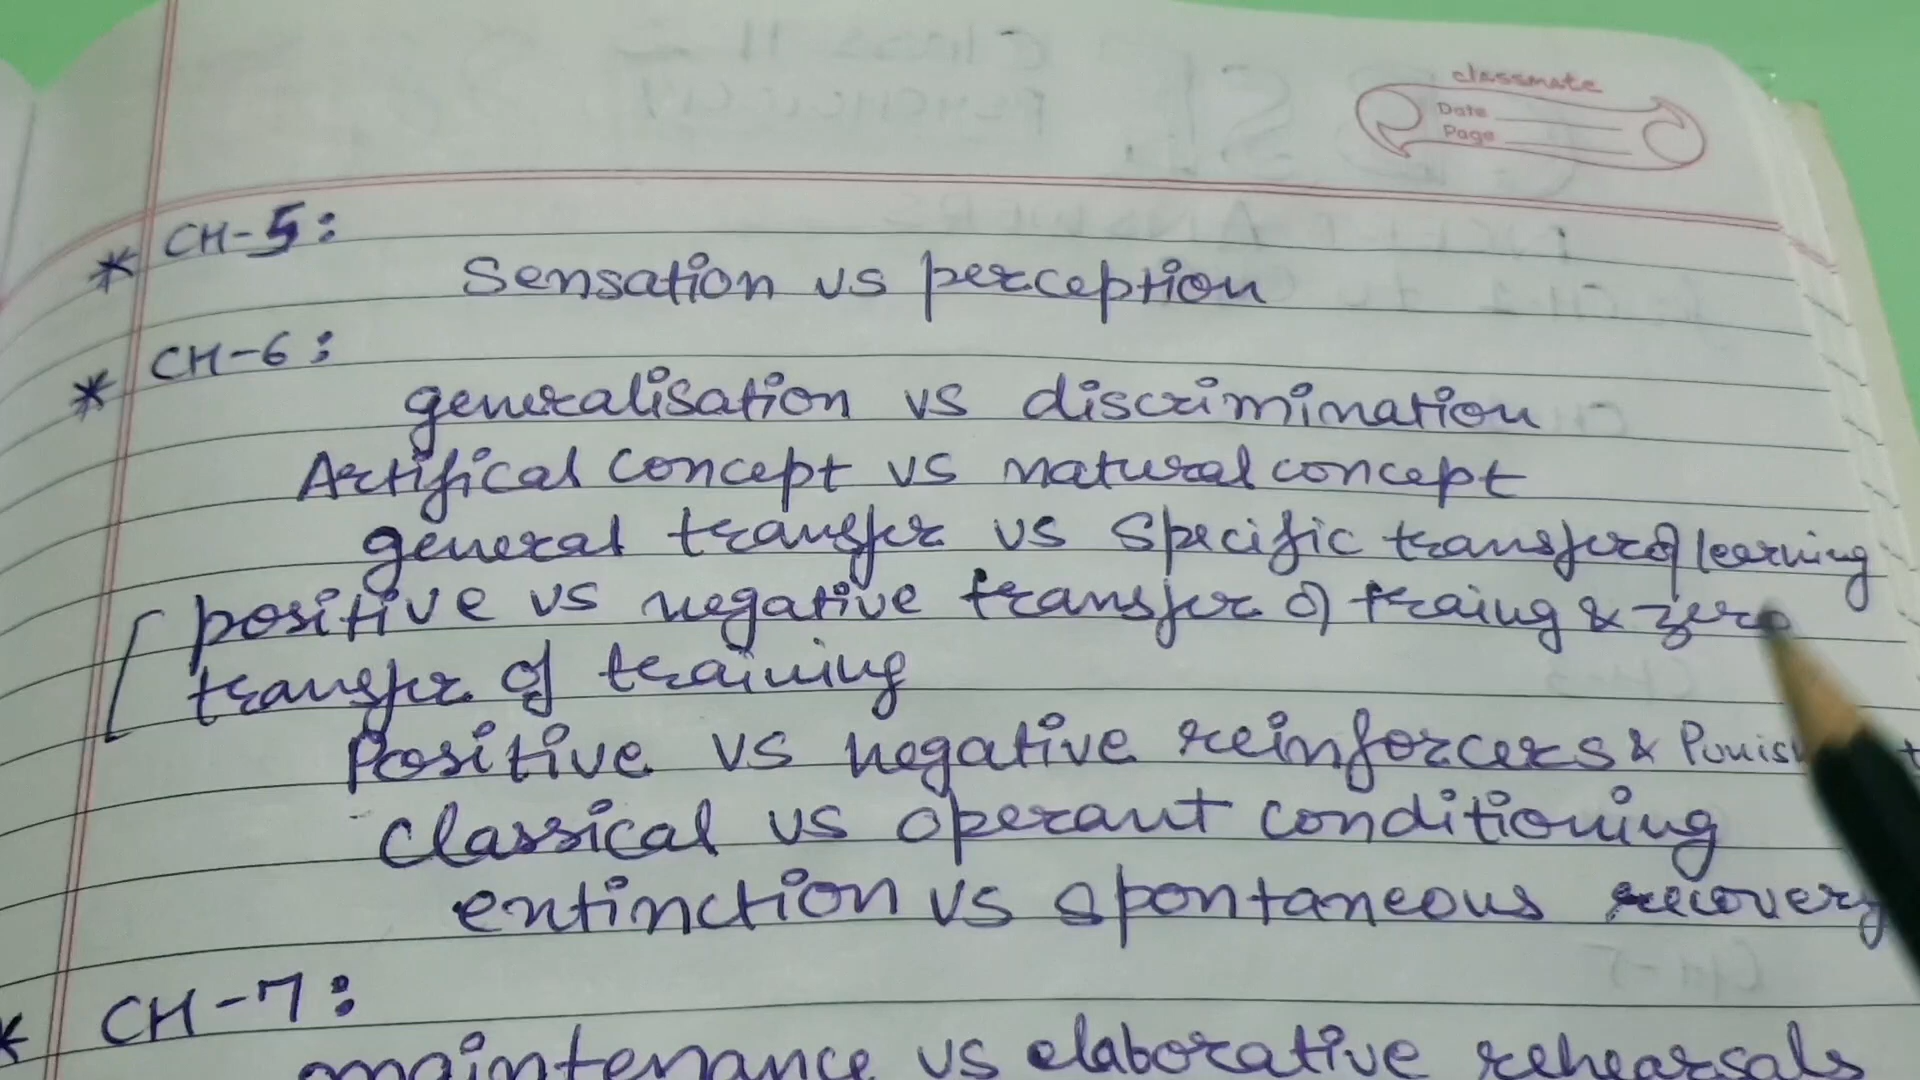 classmate
Date
Page
* CH-5:
Sensation vs perception
* CH-6:
generalisation vs discrimination
Artifical concept vs natural concept
general transfer vs specific transfer of learning
positive vs negative transfer of traing & zero
transfer of training
Positive vs negative reinforcers & Punis
classical vs operant conditioning
extinction vs spontaneous recovery
* CH-7:
maintenance vs elaborative rehearsals